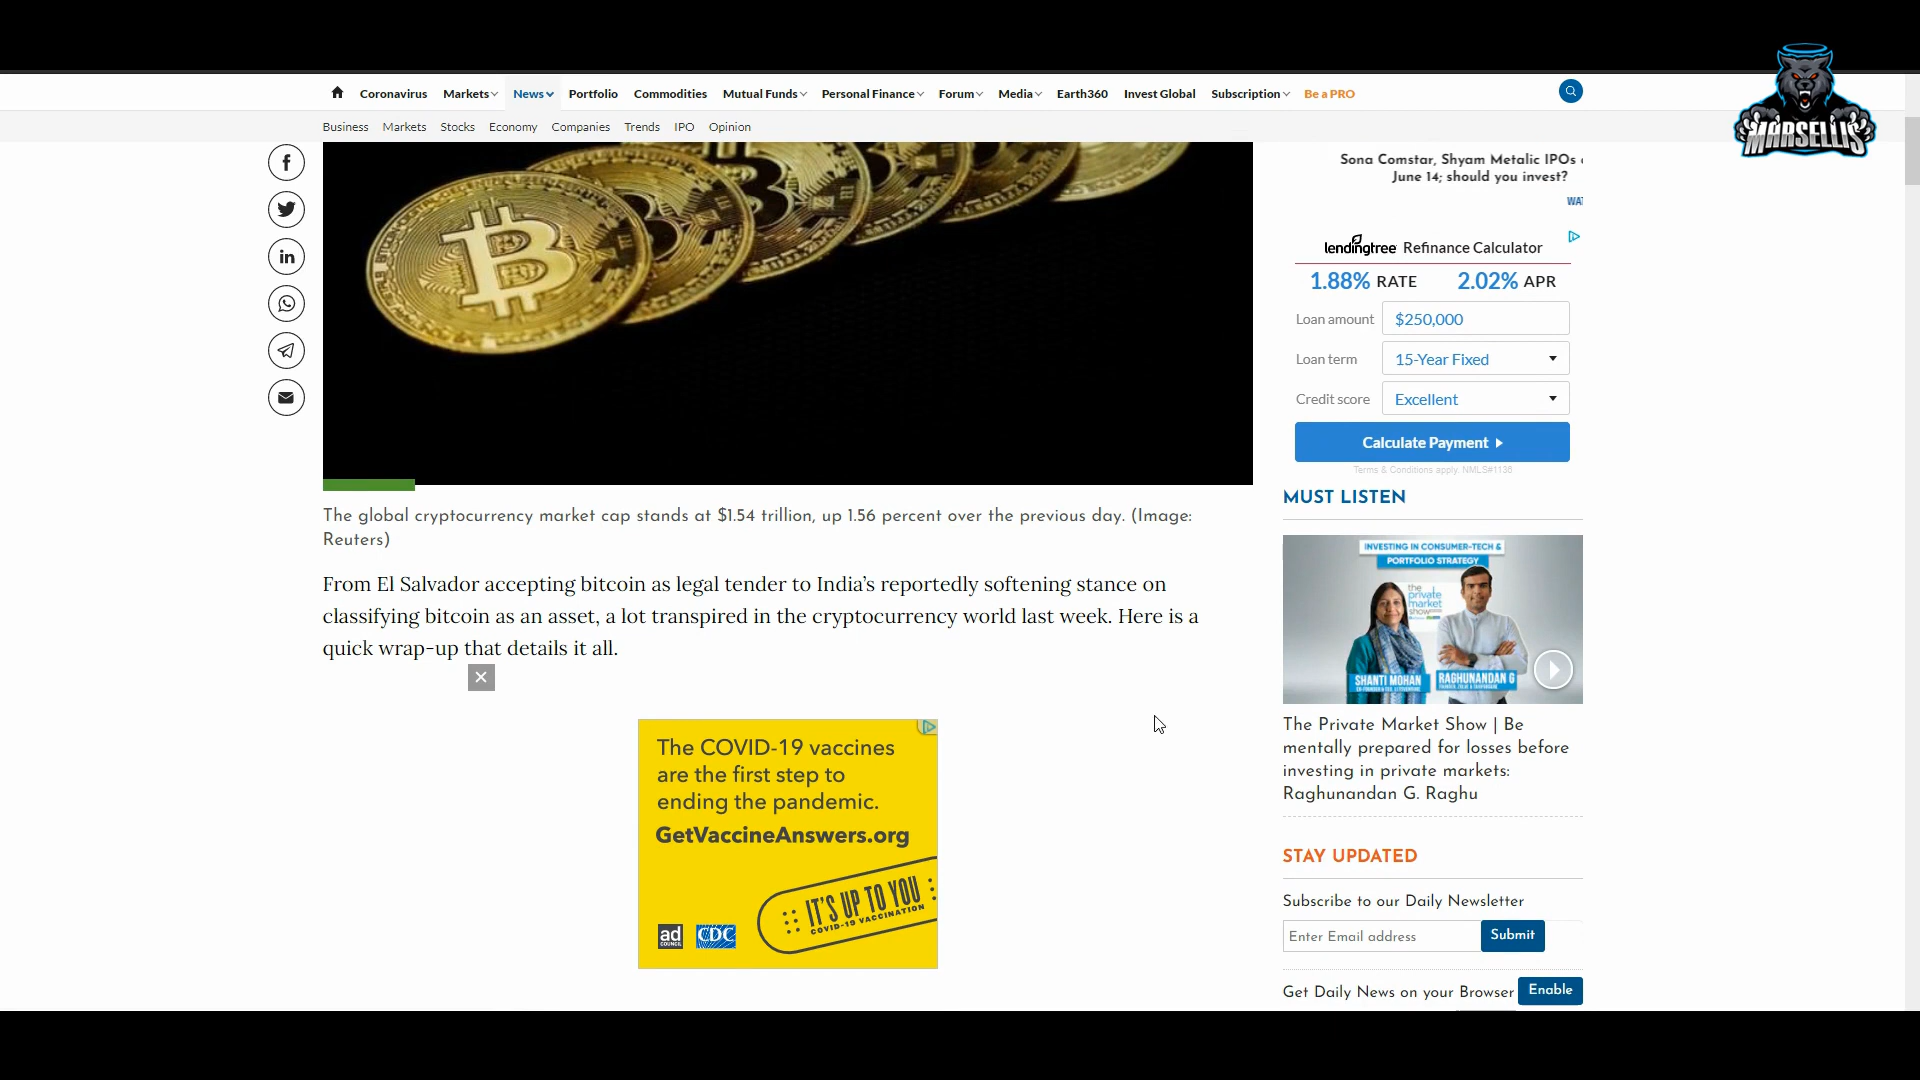 Coronavirus Markets News Portfolio Commodities Mutual Funds Personal Finance Forum Media Earth360 Invest Global Subscription Be a PRO
Business Markets Stocks Economy Companies Trends IPO Opinion
MARSELLIS
Sona Comstar, Shyam Metalic IPOs
June 14; should you invest?
lendingtree Refinance Calculator
1.88% RATE 2.02% APR
Loan amount $250,000
Loan term 15-Year Fixed
Credit score Excellent
Calculate Payment
Terms & Conditions apply. NMLS#1136
The global cryptocurrency market cap stands at $1.54 trillion, up 1.56 percent over the previous day. (Image:
Reuters)
From El Salvador accepting bitcoin as legal tender to India’s reportedly softening stance on
classifying bitcoin as an asset, a lot transpired in the cryptocurrency world last week. Here is a
quick wrap-up that details it all.
The COVID-19 vaccines
are the first step to
ending the pandemic.
GetVaccineAnswers.org
IT'S UP TO YOU
COVID-19 VACCINATION
ad
COUNCIL
CDC
MUST LISTEN
INVESTING IN CONSUMER-TECH &
PORTFOLIO STRATEGY
the
private
market
show
SHANTI MOHAN
RAGHUNANDAN G
The Private Market Show | Be
mentally prepared for losses before
investing in private markets:
Raghunandan G. Raghu
STAY UPDATED
Subscribe to our Daily Newsletter
Enter Email address Submit
Get Daily News on your Browser Enable